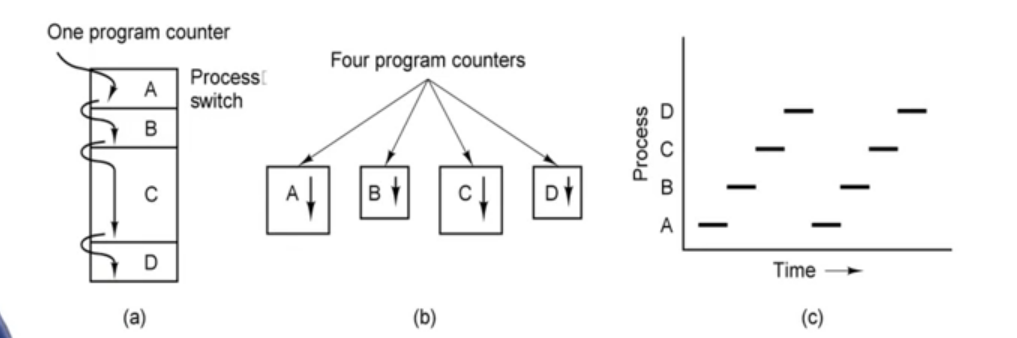 One program counter
Process
switch
A
B
C
D
(a)
Four program counters
A
B
C
D
(b)
Process
D
C
B
A
Time
(c)